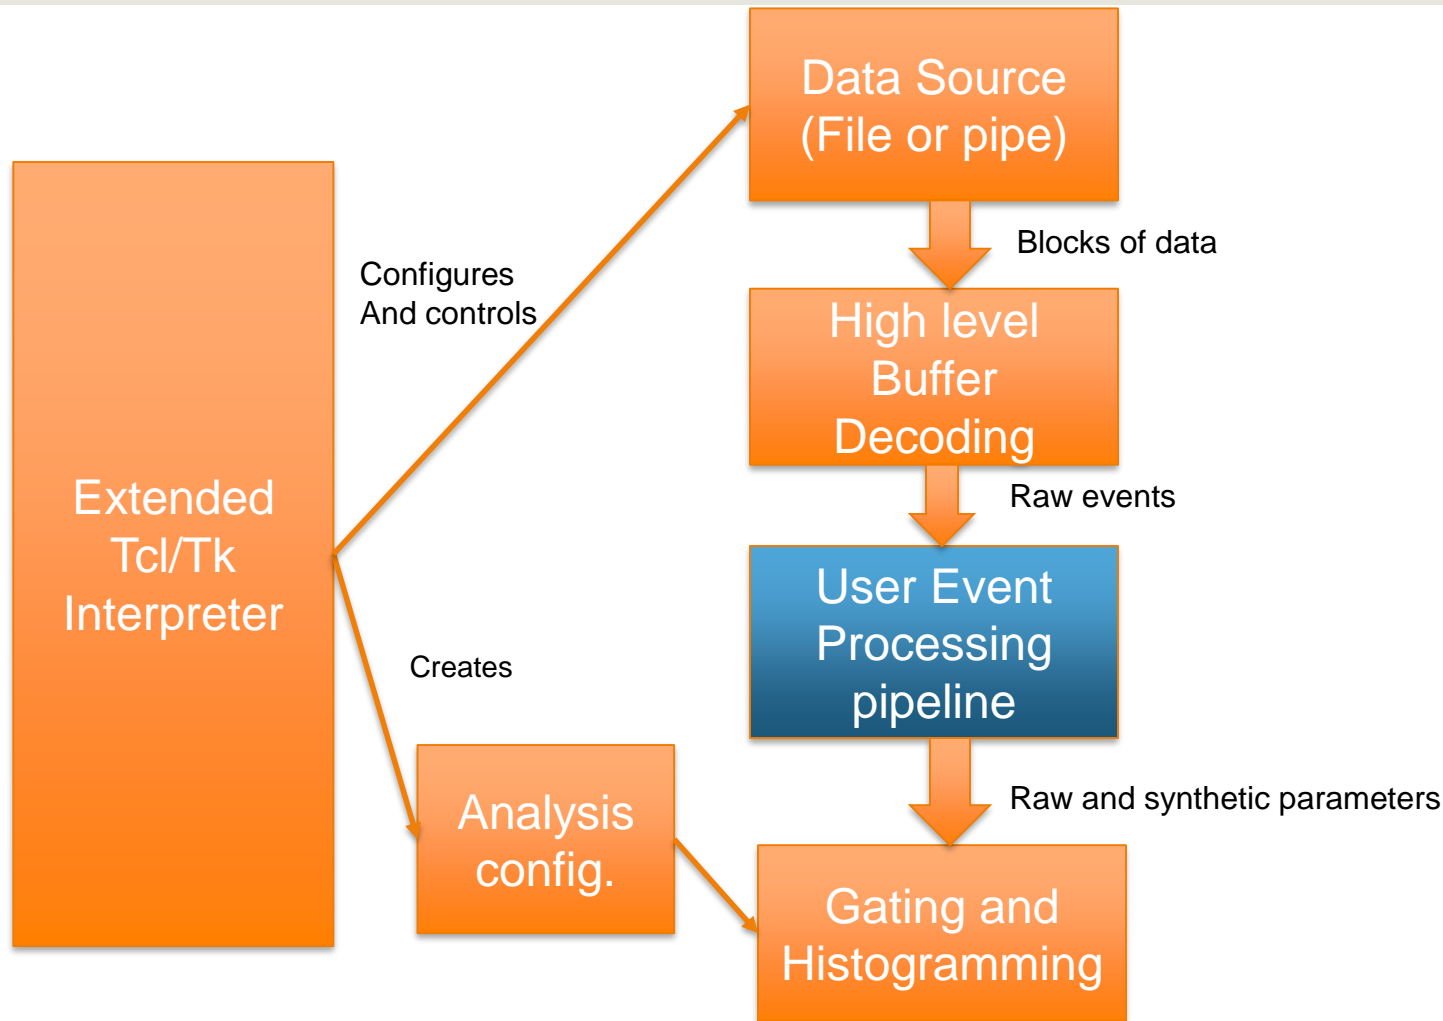 Data Source
(File or pipe)
Blocks of data
Configures
And controls
High level
Buffer
Decoding
Raw events
Extended
Tcl/Tk
Interpreter
User Event
Processing
pipeline
Creates
Raw and synthetic parameters
Analysis
config.
Gating and
Histogramming